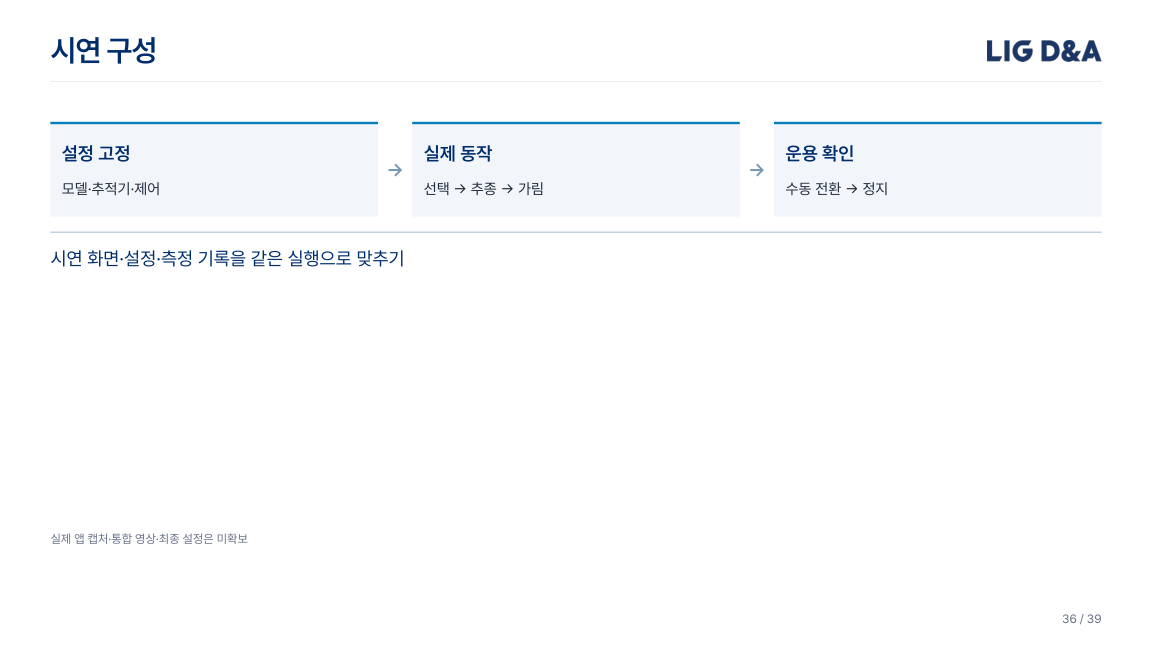 시연 구성
LIG D&A
설정 고정
모델·추적기·제어
→
실제 동작
선택 → 추종 → 가림
→
운용 확인
수동 전환 → 정지
시연 화면·설정·측정 기록을 같은 실행으로 맞추기
실제 앱 캡처·통합 영상·최종 설정은 미확보
36 / 39